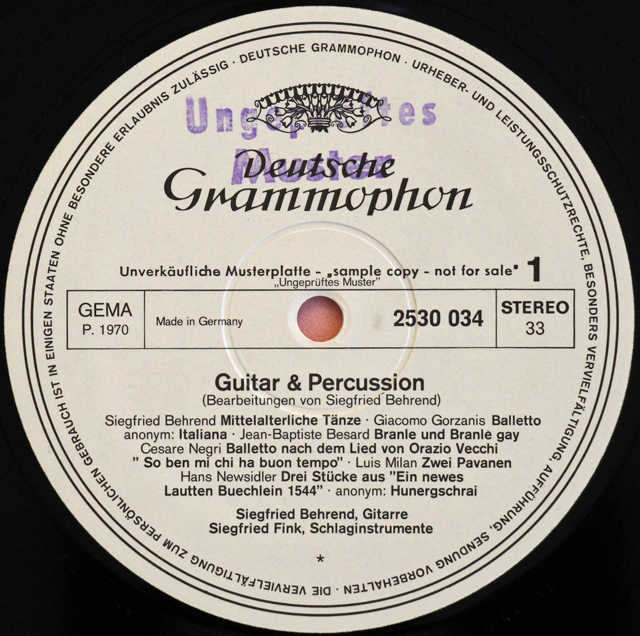 DIE VERVIELFÄLTIGUNG ZUM PERSÖNLICHEN GEBRAUCH IST IN EINIGEN STAATEN OHNE BESONDERE ERLAUBNIS ZULÄSSIG · DEUTSCHE GRAMMOPHON · URHEBER- UND LEISTUNGSSCHUTZRECHTE, BESONDERS VERVIELFÄLTIGUNG, AUFFÜHRUNG, SENDUNG VORBEHALTEN ·
Ungeprüftes
Muster
Deutsche
Grammophon
Unverkäufliche Musterplatte - „sample copy - not for sale" 1
„Ungeprüftes Muster"
GEMA
P. 1970
Made in Germany
2530 034
STEREO
33
Guitar & Percussion
(Bearbeitungen von Siegfried Behrend)
Siegfried Behrend Mittelalterliche Tänze · Giacomo Gorzanis Balletto
anonym: Italiana · Jean-Baptiste Besard Branle und Branle gay
Cesare Negri Balletto nach dem Lied von Orazio Vecchi
" So ben mi chi ha buon tempo" · Luis Milan Zwei Pavanen
Hans Newsidler Drei Stücke aus "Ein newes
Lautten Buechlein 1544" · anonym: Hunergschrai
Siegfried Behrend, Gitarre
Siegfried Fink, Schlaginstrumente
*